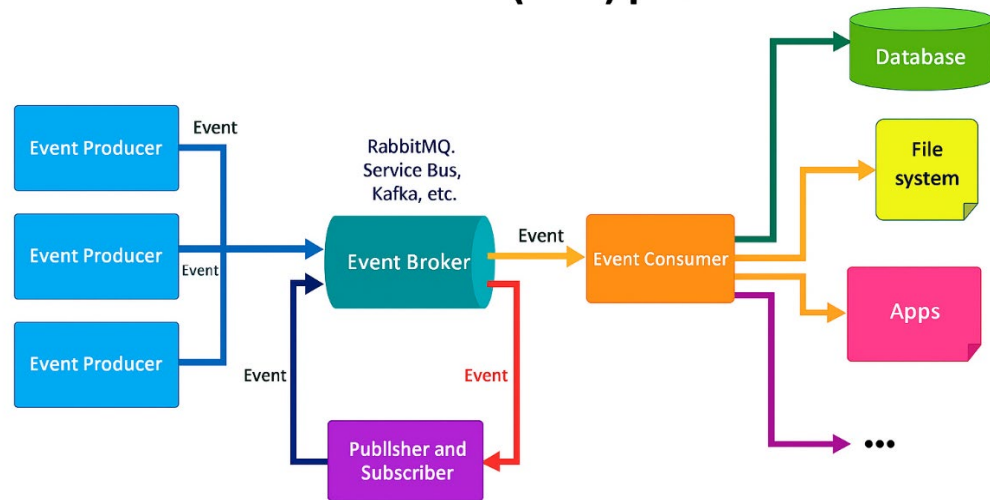 Event Producer
Event
Event Producer
Event
Event Producer
RabbitMQ.
Service Bus,
Kafka, etc.
Event Broker
Event
Event
Event
Publlsher and
Subscriber
Event Consumer
Database
File
system
Apps
•••